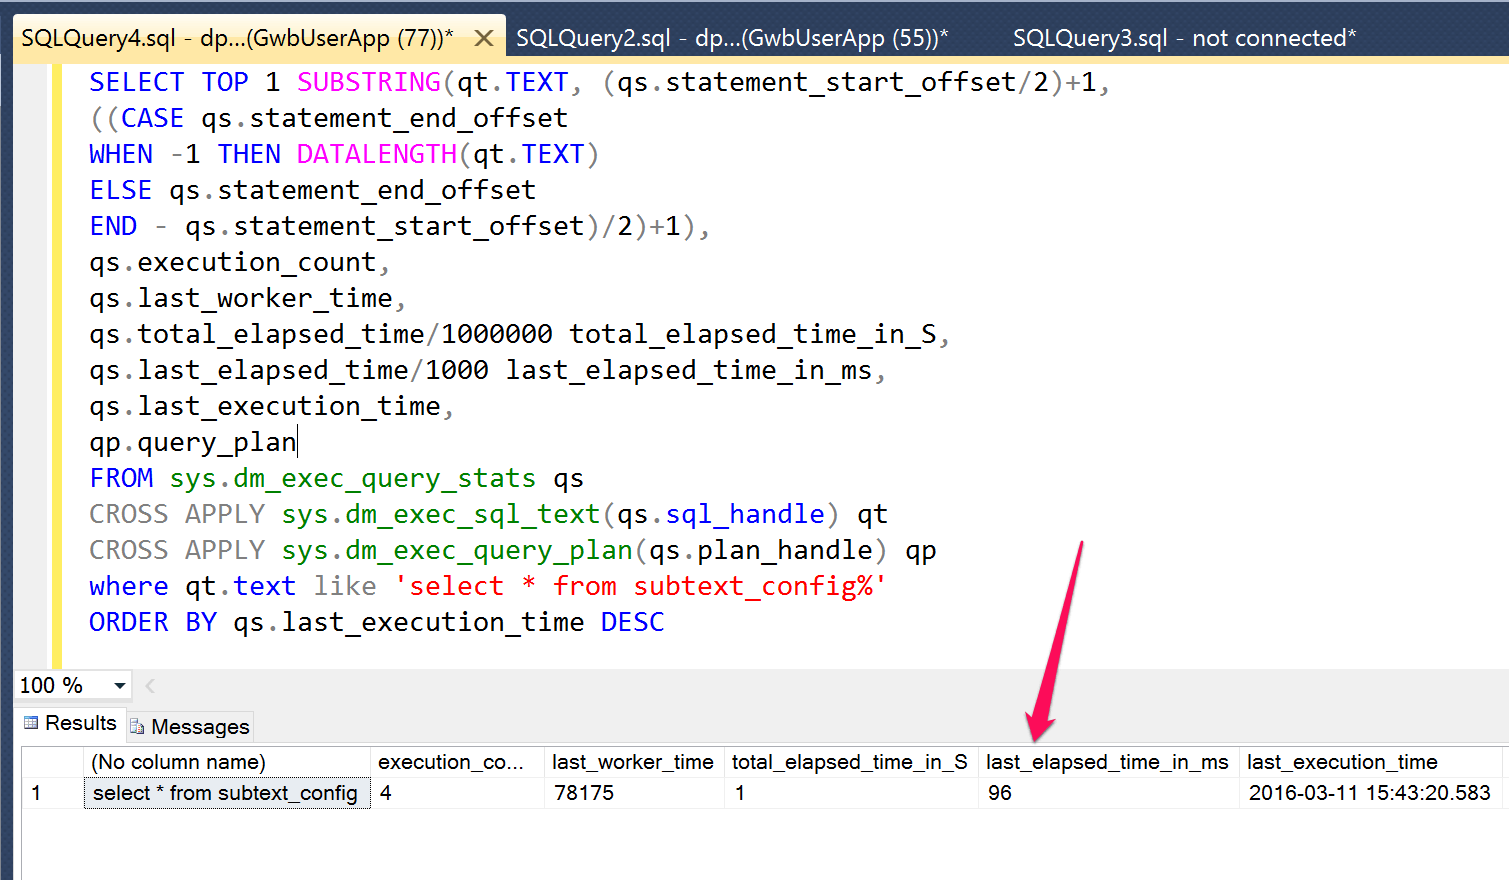 SQLQuery4.sql - dp...(GwbUserApp (77))* SQLQuery2.sql - dp...(GwbUserApp (55))* SQLQuery3.sql - not connected*
SELECT TOP 1 SUBSTRING(qt.TEXT, (qs.statement_start_offset/2)+1,
((CASE qs.statement_end_offset
WHEN -1 THEN DATALENGTH(qt.TEXT)
ELSE qs.statement_end_offset
END - qs.statement_start_offset)/2)+1),
qs.execution_count,
qs.last_worker_time,
qs.total_elapsed_time/1000000 total_elapsed_time_in_S,
qs.last_elapsed_time/1000 last_elapsed_time_in_ms,
qs.last_execution_time,
qp.query_plan
FROM sys.dm_exec_query_stats qs
CROSS APPLY sys.dm_exec_sql_text(qs.sql_handle) qt
CROSS APPLY sys.dm_exec_query_plan(qs.plan_handle) qp
where qt.text like 'select * from subtext_config%'
ORDER BY qs.last_execution_time DESC
100 %
Results Messages
(No column name) execution_co... last_worker_time total_elapsed_time_in_S last_elapsed_time_in_ms last_execution_time
1 select * from subtext_config 4 78175 1 96 2016-03-11 15:43:20.583